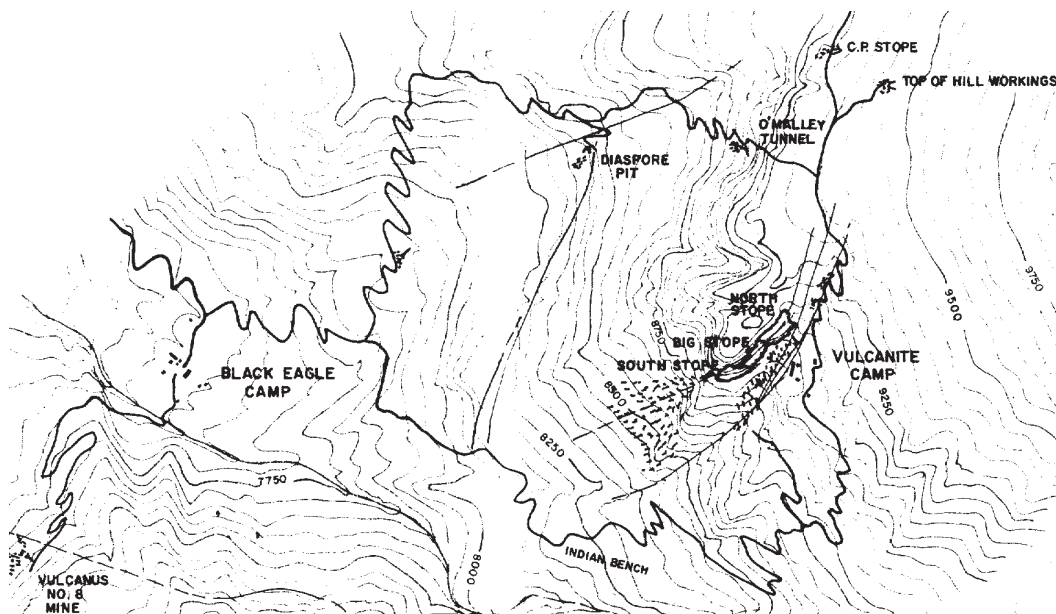 C.P. STOPE
TOP OF HILL WORKINGS
O'MALLEY
TUNNEL
DIASPORE
PIT
9750
9500
NORTH
STOPE
8750
BIG STOPE
SOUTH STOPE
VULCANITE
CAMP
BLACK EAGLE
CAMP
8500
9250
8250
7750
INDIAN BENCH
8000
VULCANUS
NO. 8
MINE